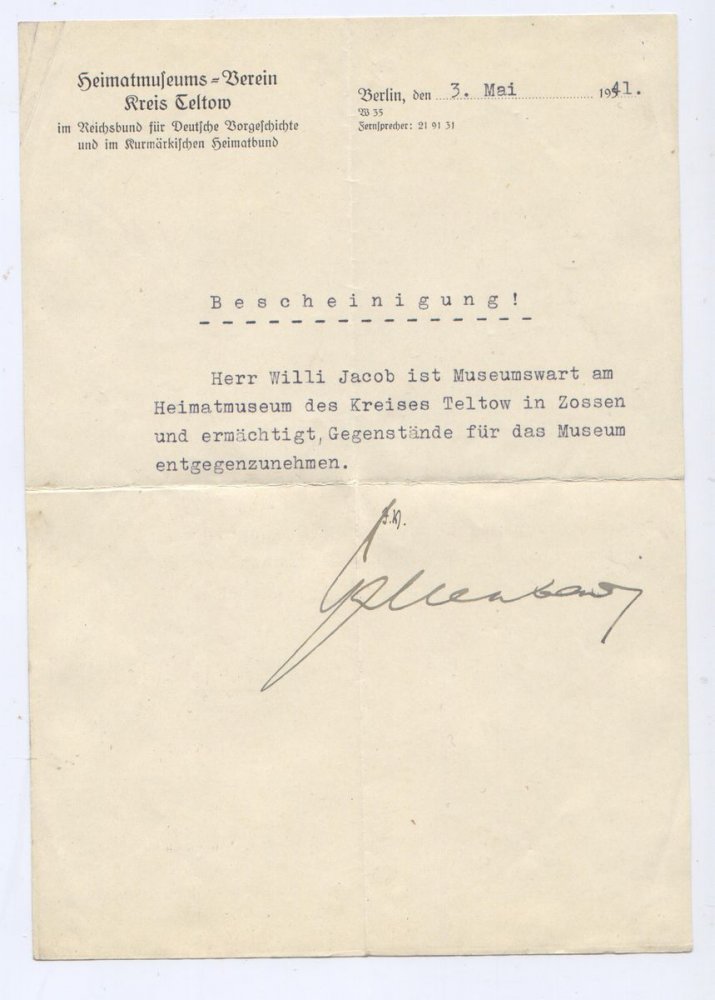 Heimatmuseums-Verein
Kreis Teltow
im Reichsbund für Deutsche Vorgeschichte
und im Kurmärkischen Heimatbund
Berlin, den 3. Mai 1941.
W 35
Fernsprecher: 21 91 31
Bescheinigung!
Herr Willi Jacob ist Museumswart am
Heimatmuseum des Kreises Teltow in Zossen
und ermächtigt, Gegenstände für das Museum
entgegenzunehmen.